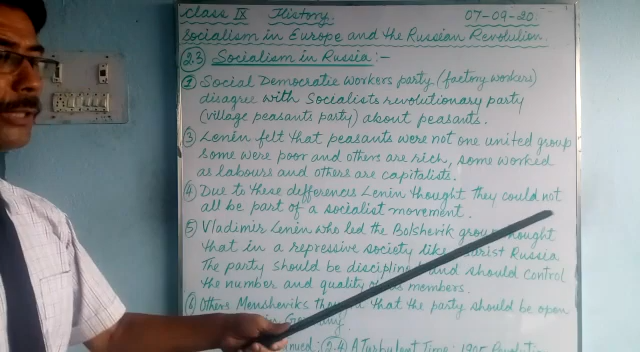 Class IX History. 07-09-20.
Socialism in Europe and the Russian Revolution.
2.3 Socialism in Russia :-
① Social Democratic Workers party (factory workers)
disagree with Socialists revolutionary party
(village peasants party) about peasants.
③ Lenin felt that peasants were not one united group
some were poor and others are rich, some worked
as labours and others are capitalists.
④ Due to these differences Lenin thought they could not
all be part of a socialist movement.
⑤ Vladimir Lenin who led the Bolshevik group thought
that in a repressive society like Tsarist Russia
The party should be disciplined and should control
the number and quality of its members.
⑥ Others Mensheviks thought that the party should be open
in Germany.
2.4 A Turbulent Time : 1905 Revoluti